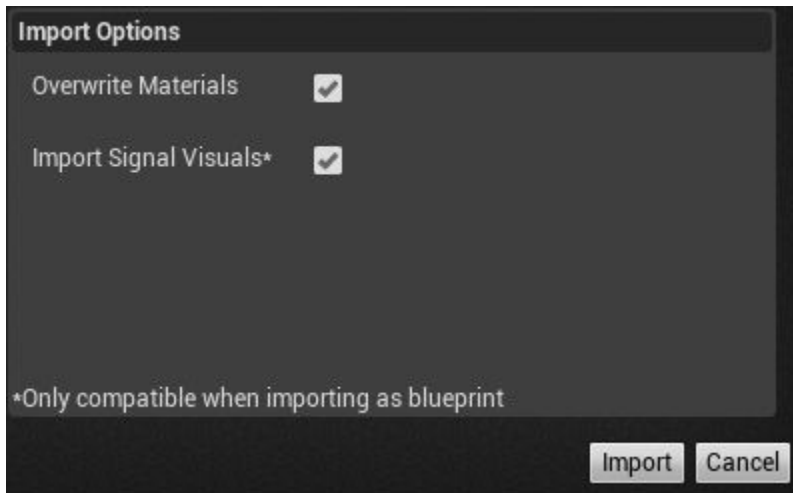 Import Options
Overwrite Materials
Import Signal Visuals*
*Only compatible when importing as blueprint
Import Cancel